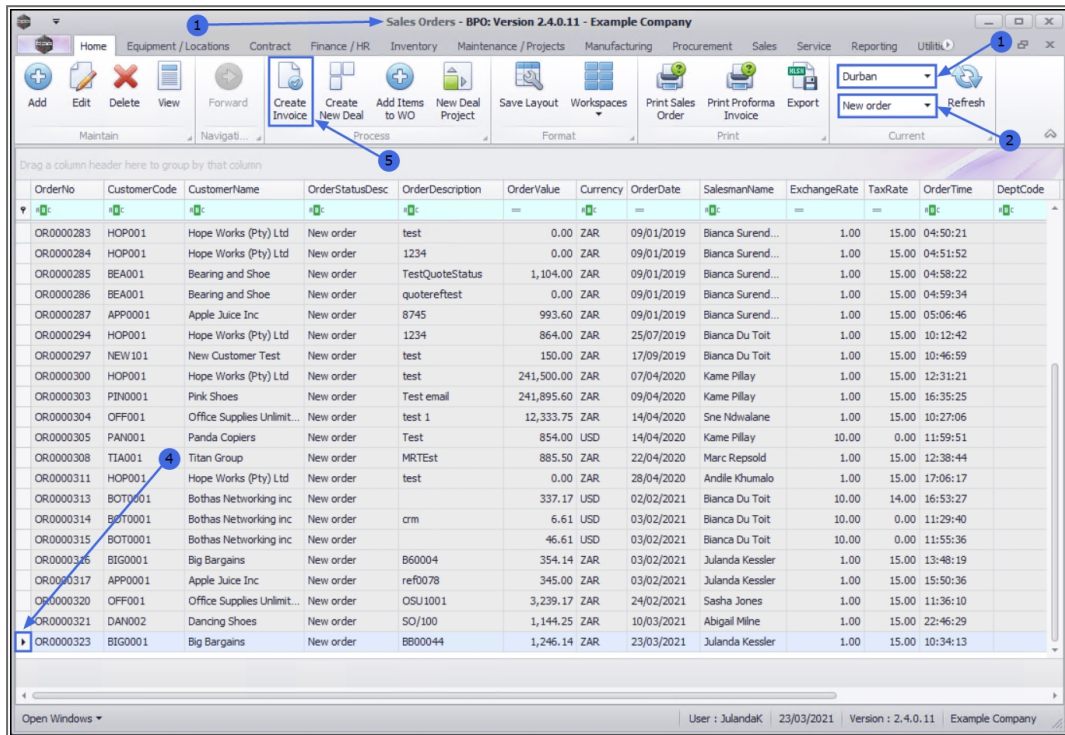 1 Sales Orders - BPO: Version 2.4.0.11 - Example Company
Home Equipment / Locations Contract Finance / HR Inventory Maintenance / Projects Manufacturing Procurement Sales Service Reporting 1
Add Edit Delete View Forward Create Invoice Create New Deal Add Items to WO New Deal Project Save Layout Workspaces Print Sales Order Print Proforma Invoice Export Durban New order Refresh
Maintain Navigati... Process Format Print Current
5 2
Drag a column header here to group by that column
OrderNo CustomerCode CustomerName OrderStatusDesc OrderDescription OrderValue Currency OrderDate SalesmanName ExchangeRate TaxRate OrderTime DeptCode
OR0000283 HOP001 Hope Works (Pty) Ltd New order test 0.00 ZAR 09/01/2019 Bianca Surend... 1.00 15.00 04:50:21
OR0000284 HOP001 Hope Works (Pty) Ltd New order 1234 0.00 ZAR 09/01/2019 Bianca Surend... 1.00 15.00 04:51:52
OR0000285 BEA001 Bearing and Shoe New order TestQuoteStatus 1,104.00 ZAR 09/01/2019 Bianca Surend... 1.00 15.00 04:58:22
OR0000286 BEA001 Bearing and Shoe New order quotereftest 0.00 ZAR 09/01/2019 Bianca Surend... 1.00 15.00 04:59:34
OR0000287 APP0001 Apple Juice Inc New order 8745 993.60 ZAR 09/01/2019 Bianca Surend... 1.00 15.00 05:06:46
OR0000294 HOP001 Hope Works (Pty) Ltd New order 1234 864.00 ZAR 25/07/2019 Bianca Du Toit 1.00 15.00 10:12:42
OR0000297 NEW101 New Customer Test New order test 150.00 ZAR 17/09/2019 Bianca Du Toit 1.00 15.00 10:46:59
OR0000300 HOP001 Hope Works (Pty) Ltd New order test 241,500.00 ZAR 07/04/2020 Kame Pillay 1.00 15.00 12:31:21
OR0000303 PIN0001 Pink Shoes New order Test email 241,895.60 ZAR 09/04/2020 Kame Pillay 1.00 15.00 16:35:25
OR0000304 OFF001 Office Supplies Unlimit... New order test 1 12,333.75 ZAR 14/04/2020 Sne Ndwalane 1.00 15.00 10:27:06
OR0000305 PAN001 Panda Copiers New order Test 854.00 USD 14/04/2020 Kame Pillay 10.00 0.00 11:59:51
OR0000308 TIA001 4 Titan Group New order MRTEst 885.50 ZAR 22/04/2020 Marc Repsold 1.00 15.00 12:38:44
OR0000311 HOP001 Hope Works (Pty) Ltd New order test 0.00 ZAR 28/04/2020 Andile Khumalo 1.00 15.00 17:06:17
OR0000313 BOT0001 Bothas Networking inc New order 337.17 USD 02/02/2021 Bianca Du Toit 10.00 14.00 16:53:27
OR0000314 BOT0001 Bothas Networking inc New order crm 6.61 USD 03/02/2021 Bianca Du Toit 10.00 0.00 11:29:40
OR0000315 BOT0001 Bothas Networking inc New order 46.61 USD 03/02/2021 Bianca Du Toit 10.00 0.00 11:55:36
OR0000316 BIG0001 Big Bargains New order B60004 354.14 ZAR 03/02/2021 Julanda Kessler 1.00 15.00 13:48:19
OR0000317 APP0001 Apple Juice Inc New order ref0078 345.00 ZAR 03/02/2021 Julanda Kessler 1.00 15.00 15:50:36
OR0000320 OFF001 Office Supplies Unlimit... New order OSU1001 3,239.17 ZAR 24/02/2021 Sasha Jones 1.00 15.00 11:36:10
OR0000321 DAN002 Dancing Shoes New order SO/100 1,144.25 ZAR 10/03/2021 Abigail Milne 1.00 15.00 22:46:29
OR0000323 BIG0001 Big Bargains New order BB00044 1,246.14 ZAR 23/03/2021 Julanda Kessler 1.00 15.00 10:34:13
Open Windows User : JulandaK 23/03/2021 Version : 2.4.0.11 Example Company